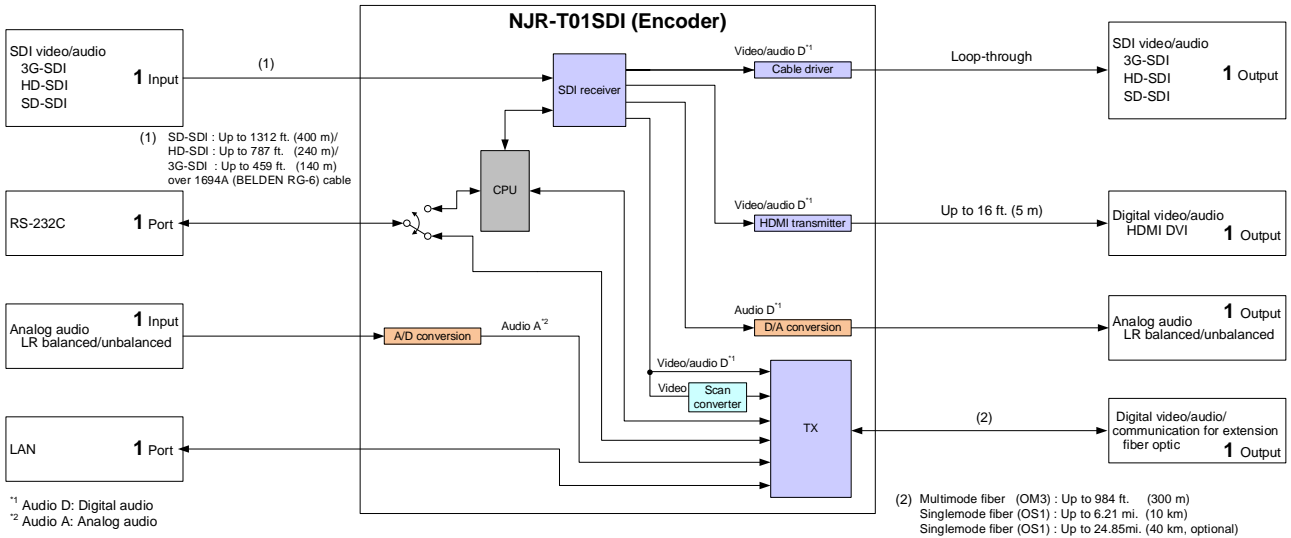 NJR-T01SDI (Encoder)
SDI video/audio
3G-SDI
HD-SDI
SD-SDI
1 Input
(1)
(1) SD-SDI : Up to 1312 ft. (400 m)/
HD-SDI : Up to 787 ft. (240 m)/
3G-SDI : Up to 459 ft. (140 m)
over 1694A (BELDEN RG-6) cable
RS-232C
1 Port
Analog audio
LR balanced/unbalanced
1 Input
LAN
1 Port
*1 Audio D: Digital audio
*2 Audio A: Analog audio
SDI receiver
CPU
A/D conversion
Audio A*2
Video/audio D*1
Cable driver
Video/audio D*1
HDMI transmitter
Audio D*1
D/A conversion
Video/audio D*1
Video
Scan
converter
TX
Loop-through
SDI video/audio
3G-SDI
HD-SDI
SD-SDI
1 Output
Up to 16 ft. (5 m)
Digital video/audio
HDMI DVI
1 Output
Analog audio
LR balanced/unbalanced
1 Output
(2)
Digital video/audio/
communication for extension
fiber optic
1 Output
(2) Multimode fiber (OM3) : Up to 984 ft. (300 m)
Singlemode fiber (OS1) : Up to 6.21 mi. (10 km)
Singlemode fiber (OS1) : Up to 24.85mi. (40 km, optional)